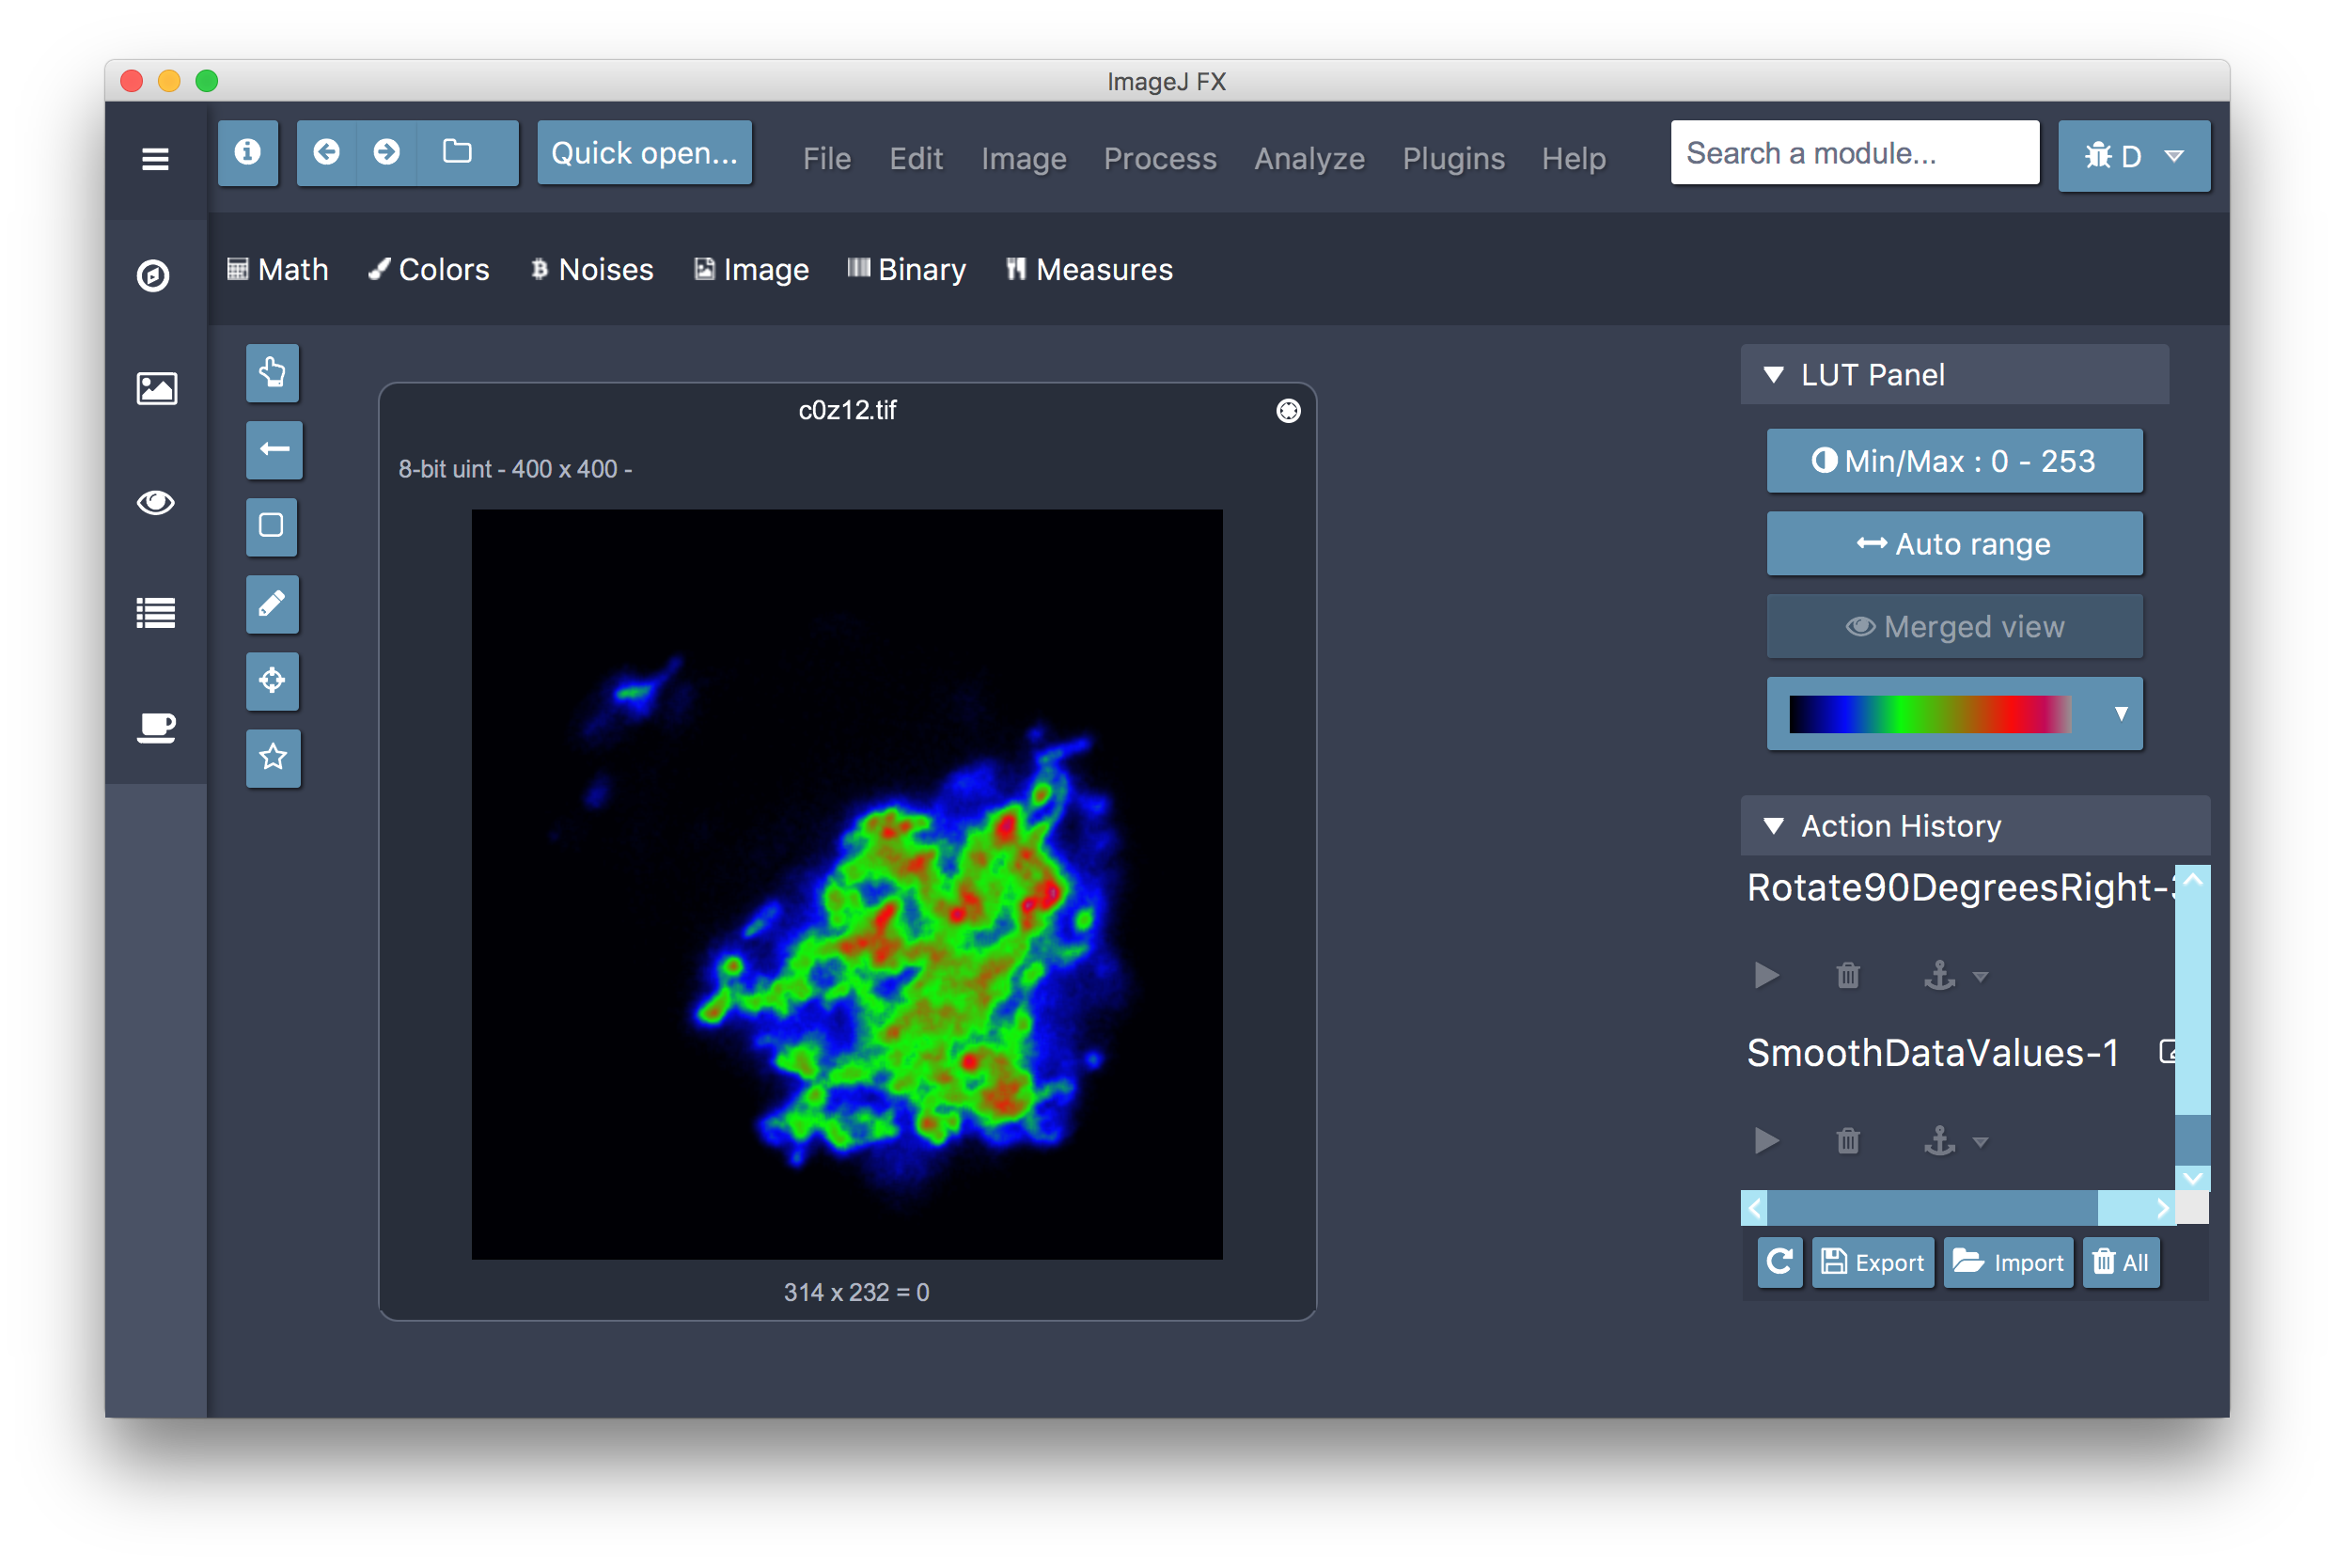 ImageJ FX
Quick open...
File Edit Image Process Analyze Plugins Help
Search a module...
D
Math Colors Noises Image Binary Measures
c0z12.tif
8-bit uint - 400 x 400 -
314 x 232 = 0
LUT Panel
Min/Max : 0 - 253
Auto range
Merged view
Action History
Rotate90DegreesRight-
SmoothDataValues-1
Export Import All